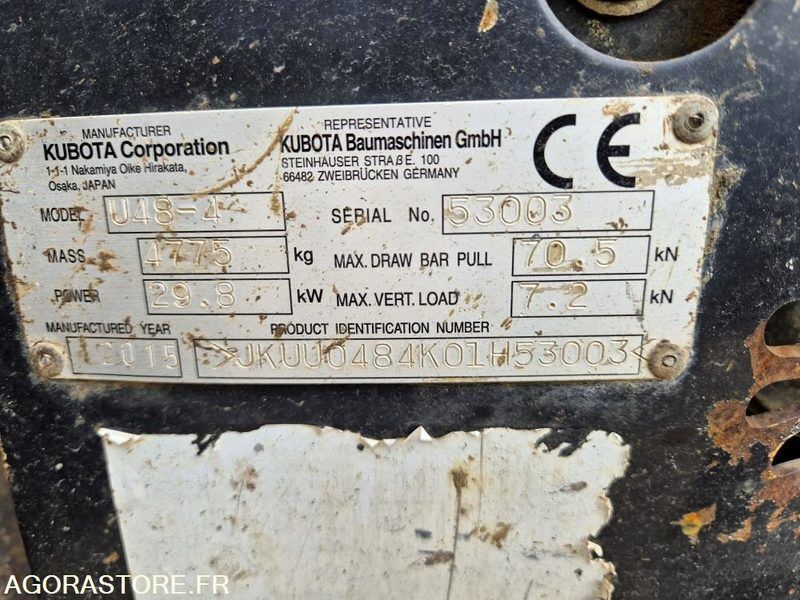 MANUFACTURER
KUBOTA Corporation
1-1-1 Nakamiya Oike Hirakata,
Osaka, JAPAN
REPRESENTATIVE
KUBOTA Baumaschinen GmbH
STEINHAUSER STRAßE. 100
66482 ZWEIBRÜCKEN GERMANY
CE
MODEL U48-4 SERIAL No. 53003
MASS 4775 kg MAX. DRAW BAR PULL 70.5 kN
POWER 29.8 kW MAX. VERT. LOAD 7.2 kN
MANUFACTURED YEAR PRODUCT IDENTIFICATION NUMBER
2015 >JKUU0484K01H53003<
AGORASTORE.FR